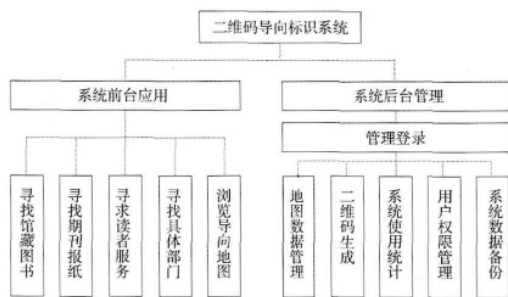 二维码导向标识系统
系统前台应用
系统后台管理
管理登录
寻找馆藏图书
寻找期刊报纸
寻求读者服务
寻找具体部门
浏览导向地图
地图数据管理
二维码生成
系统使用统计
用户权限管理
系统数据备份